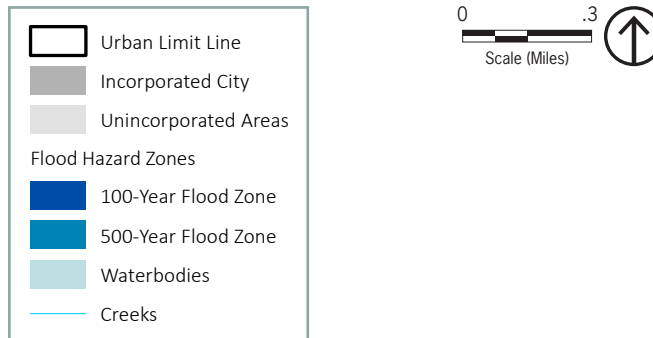 0 .3
Scale (Miles)
Urban Limit Line
Incorporated City
Unincorporated Areas
Flood Hazard Zones
100-Year Flood Zone
500-Year Flood Zone
Waterbodies
Creeks